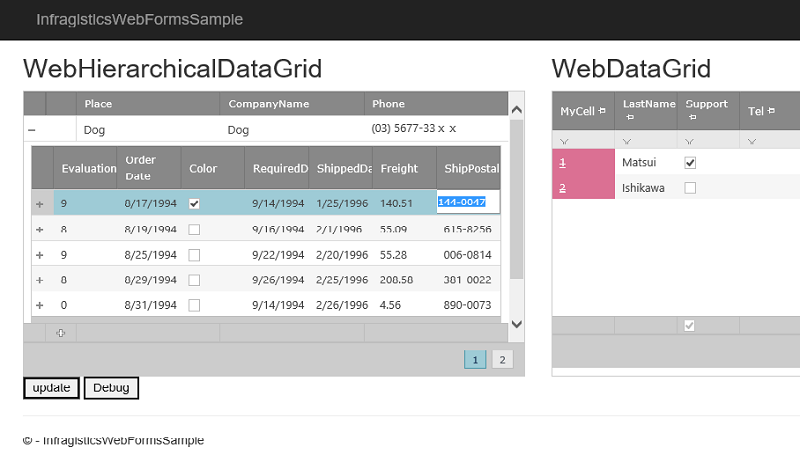 InfragisticsWebFormsSample
WebHierarchicalDataGrid
Place CompanyName Phone
Dog Dog (03) 5677-33 x x
Evaluation Order Date Color RequiredD ShippedDa Freight ShipPostal
9 8/17/1994 9/14/1994 1/25/1996 140.51 144-0047
8 8/19/1994 9/16/1994 2/1/1996 55.09 615-8256
9 8/25/1994 9/22/1994 2/20/1996 55.28 006-0814
8 8/29/1994 9/26/1994 2/25/1996 208.58 381 0022
0 8/31/1994 9/14/1994 2/26/1996 4.56 890-0073
1 2
update Debug
WebDataGrid
MyCell LastName Support Tel
1 Matsui
2 Ishikawa
© - InfragisticsWebFormsSample